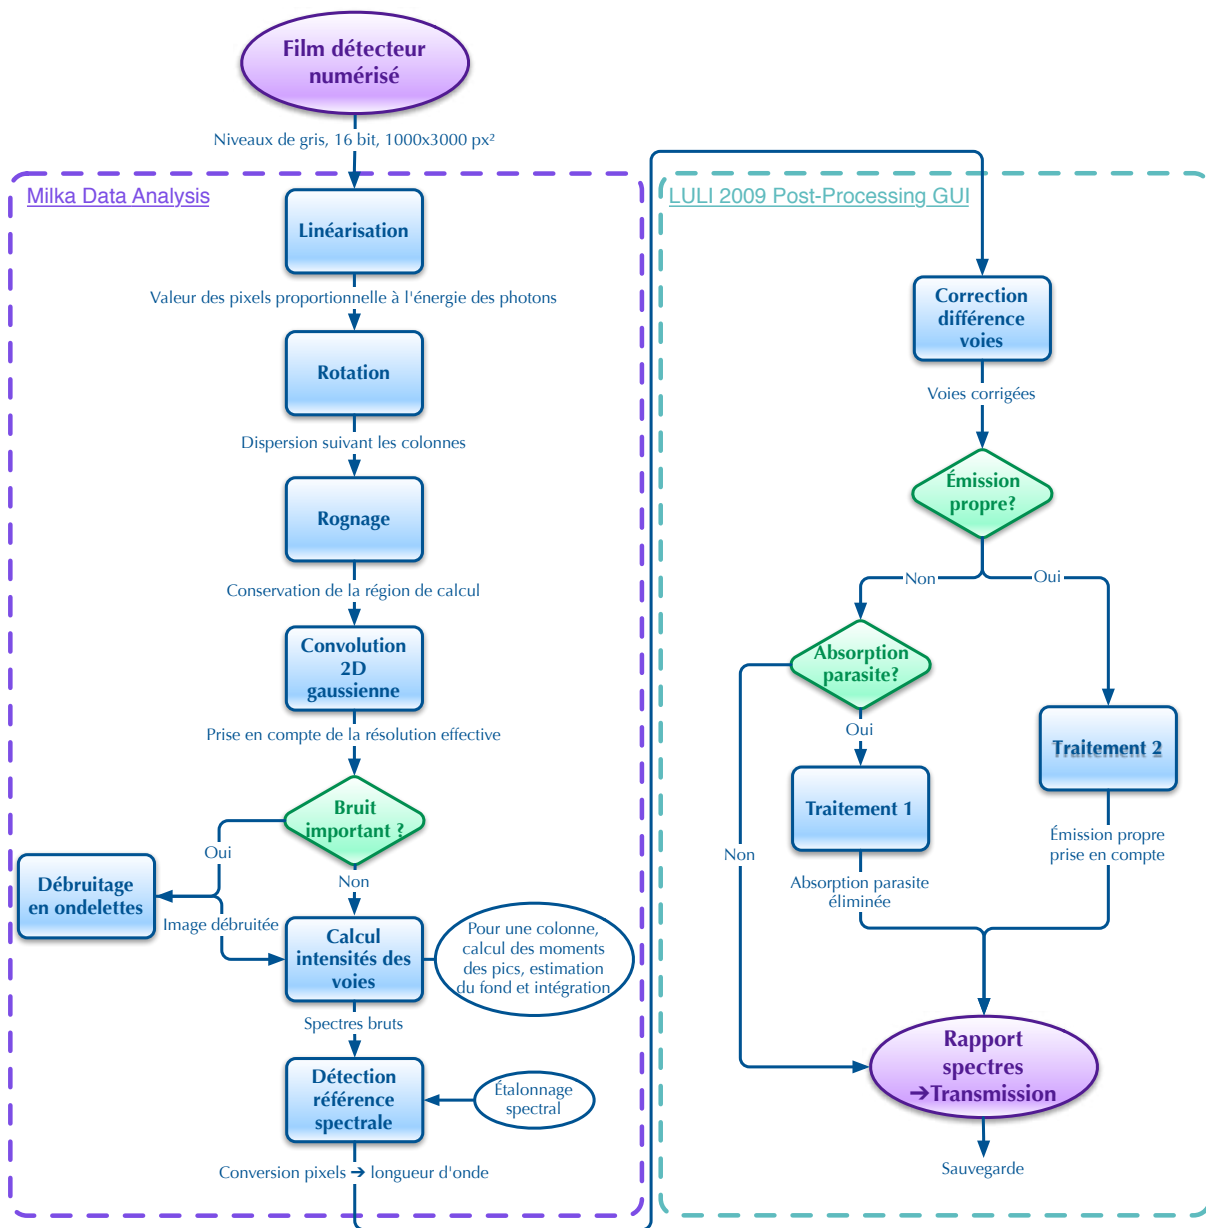 Film détecteur
numérisé
Niveaux de gris, 16 bit, 1000x3000 px²
Milka Data Analysis
Linéarisation
Valeur des pixels proportionnelle à l'énergie des photons
Rotation
Dispersion suivant les colonnes
Rognage
Conservation de la région de calcul
Convolution
2D
gaussienne
Prise en compte de la résolution effective
Bruit
important ?
Oui
Non
Débruitage
en ondelettes
Image débruitée
Calcul
intensités des
voies
Pour une colonne,
calcul des moments
des pics, estimation
du fond et intégration
Spectres bruts
Détection
référence
spectrale
Étalonnage
spectral
Conversion pixels ➔ longueur d'onde
LULI 2009 Post-Processing GUI
Correction
différence
voies
Voies corrigées
Émission
propre?
Non
Oui
Absorption
parasite?
Oui
Non
Traitement 1
Absorption parasite
éliminée
Traitement 2
Émission propre
prise en compte
Rapport
spectres
➔Transmission
Sauvegarde